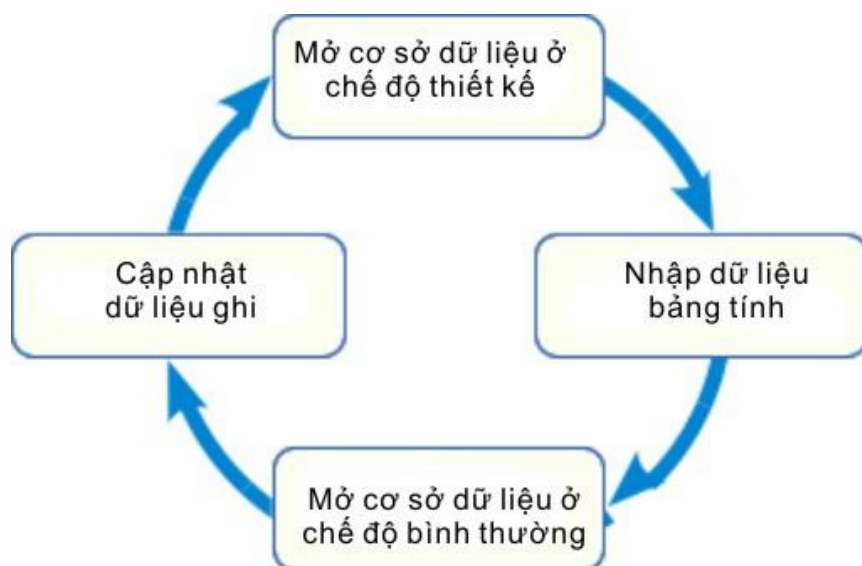 Mở cơ sở dữ liệu ở
chế độ thiết kế
Cập nhật
dữ liệu ghi
Nhập dữ liệu
bảng tính
Mở cơ sở dữ liệu ở
chế độ bình thường